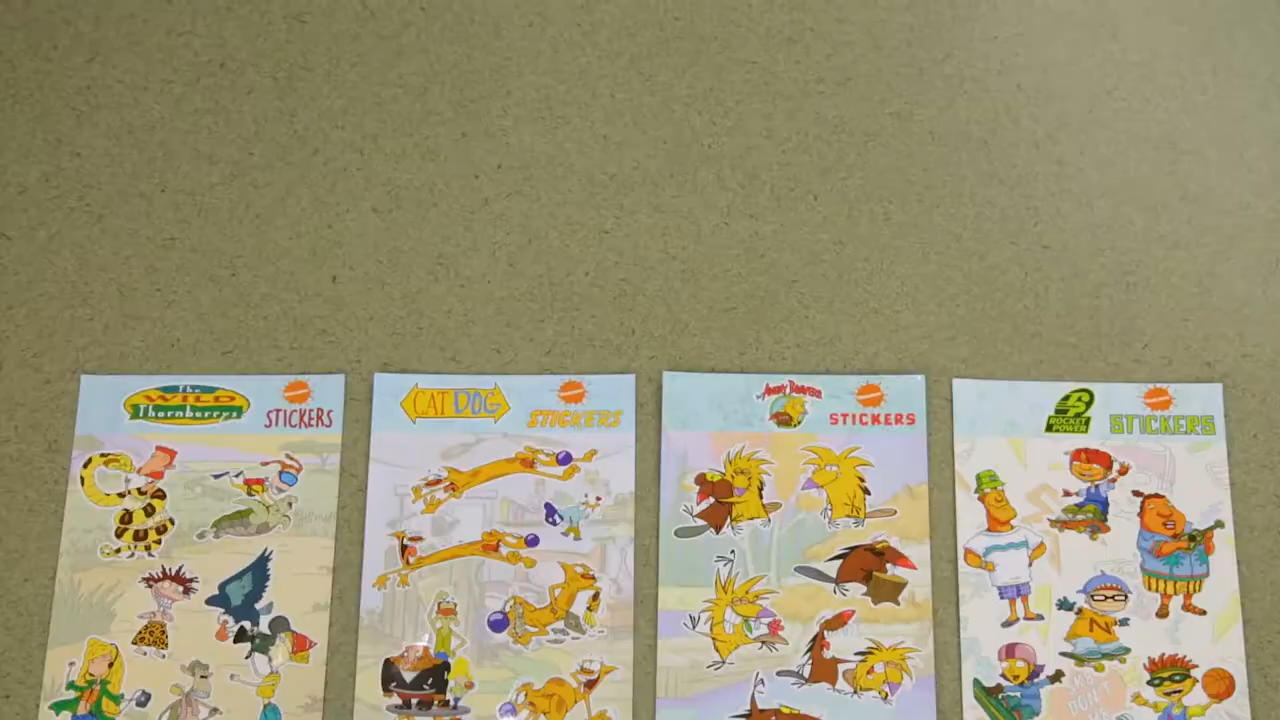 The
WILD
Thornberrys
STICKERS
CATDOG
STICKERS
ANGRY BEAVERS
STICKERS
ROCKET
POWER
STICKERS
N